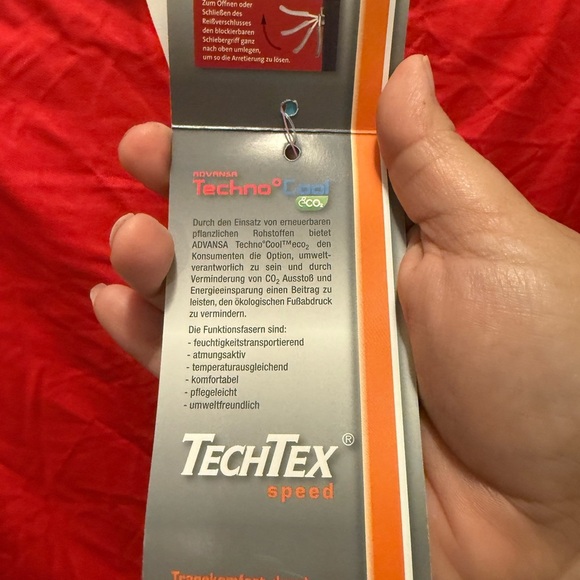 Zum Öffnen oder
Schließen des
Reißverschlusses
den blockierbaren
Schiebergriff ganz
nach oben umlegen,
um so die Arretierung zu lösen.
ADVANSA
Techno°Cool
eco₂
Durch den Einsatz von erneuerbaren
pflanzlichen Rohstoffen bietet
ADVANSA Techno°Cool™eco₂ den
Konsumenten die Option, umwelt-
verantwortlich zu sein und durch
Verminderung von CO₂ Ausstoß und
Energieeinsparung einen Beitrag zu
leisten, den ökologischen Fußabdruck
zu vermindern.
Die Funktionsfasern sind:
- feuchtigkeitstransportierend
- atmungsaktiv
- temperaturausgleichend
- komfortabel
- pflegeleicht
- umweltfreundlich
TECHTEX®
speed